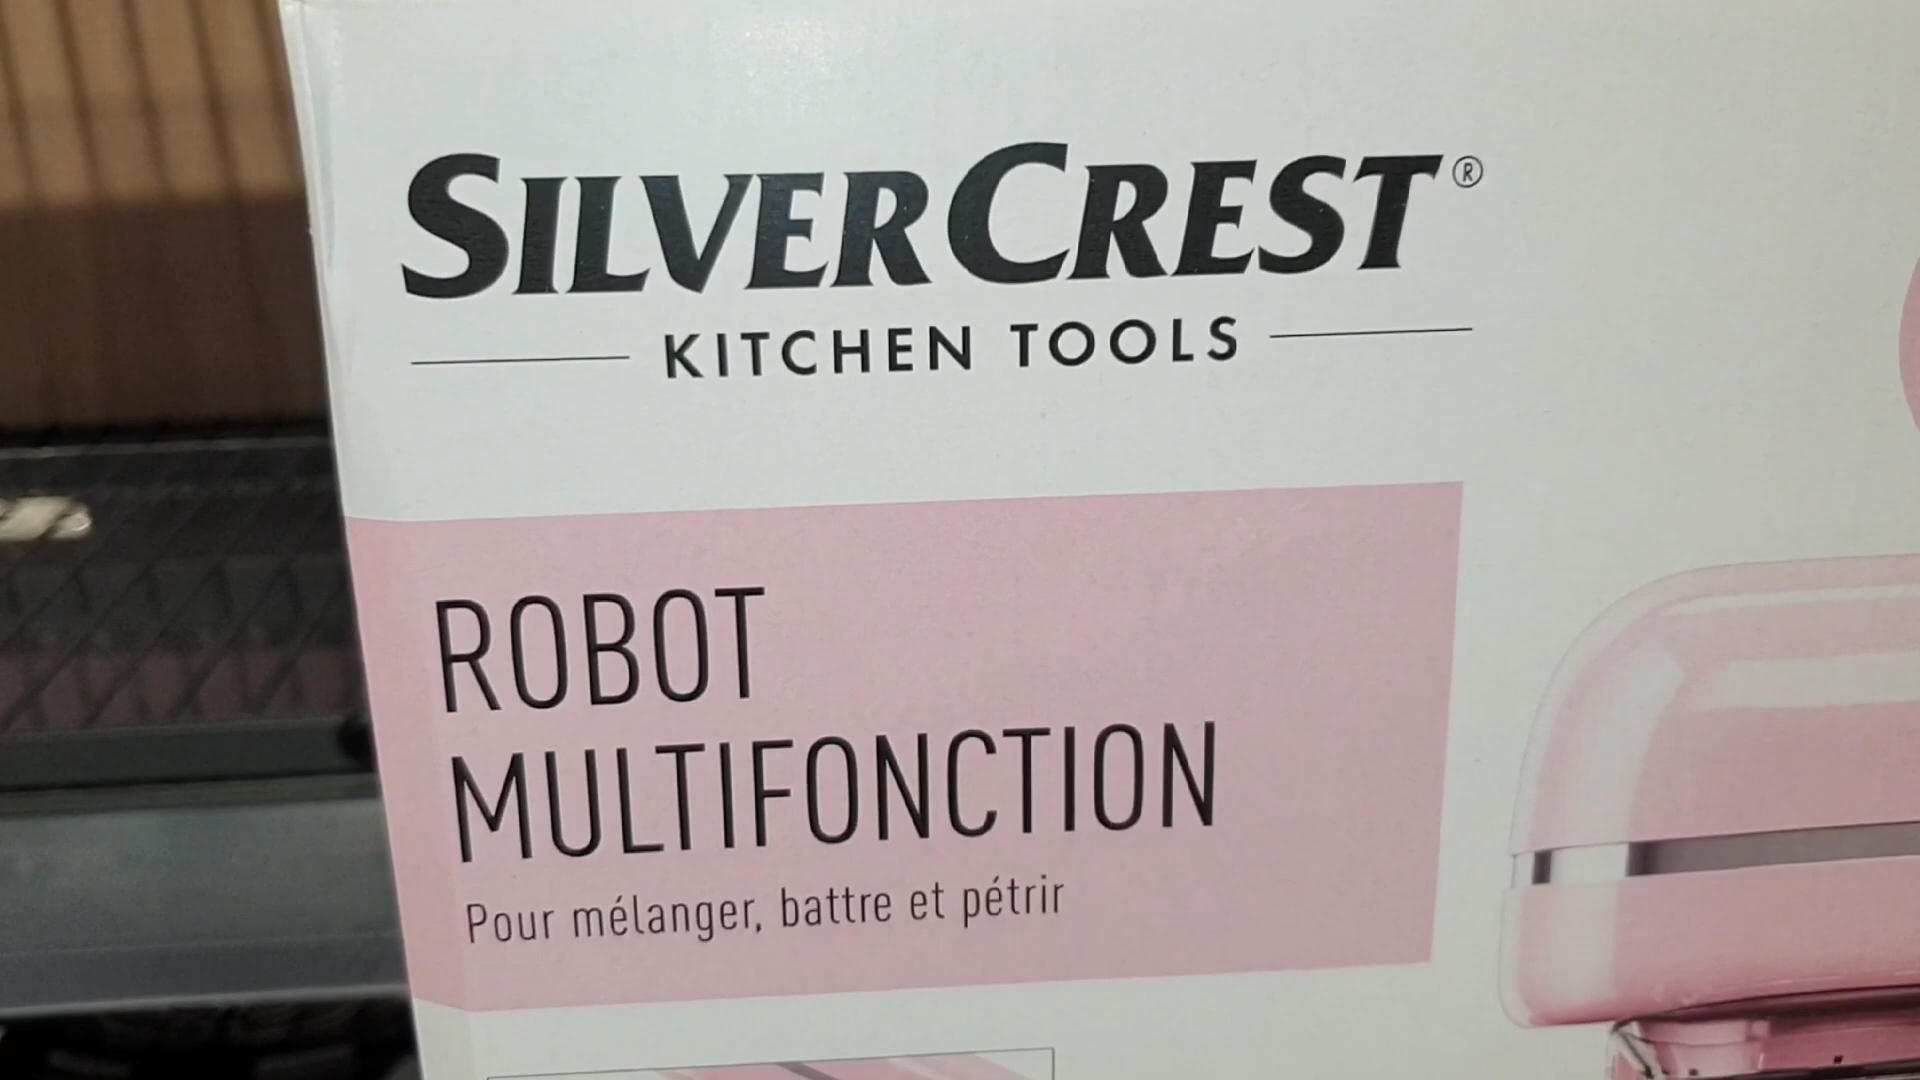 SILVERCREST®
KITCHEN TOOLS
ROBOT
MULTIFONCTION
Pour mélanger, battre et pétrir